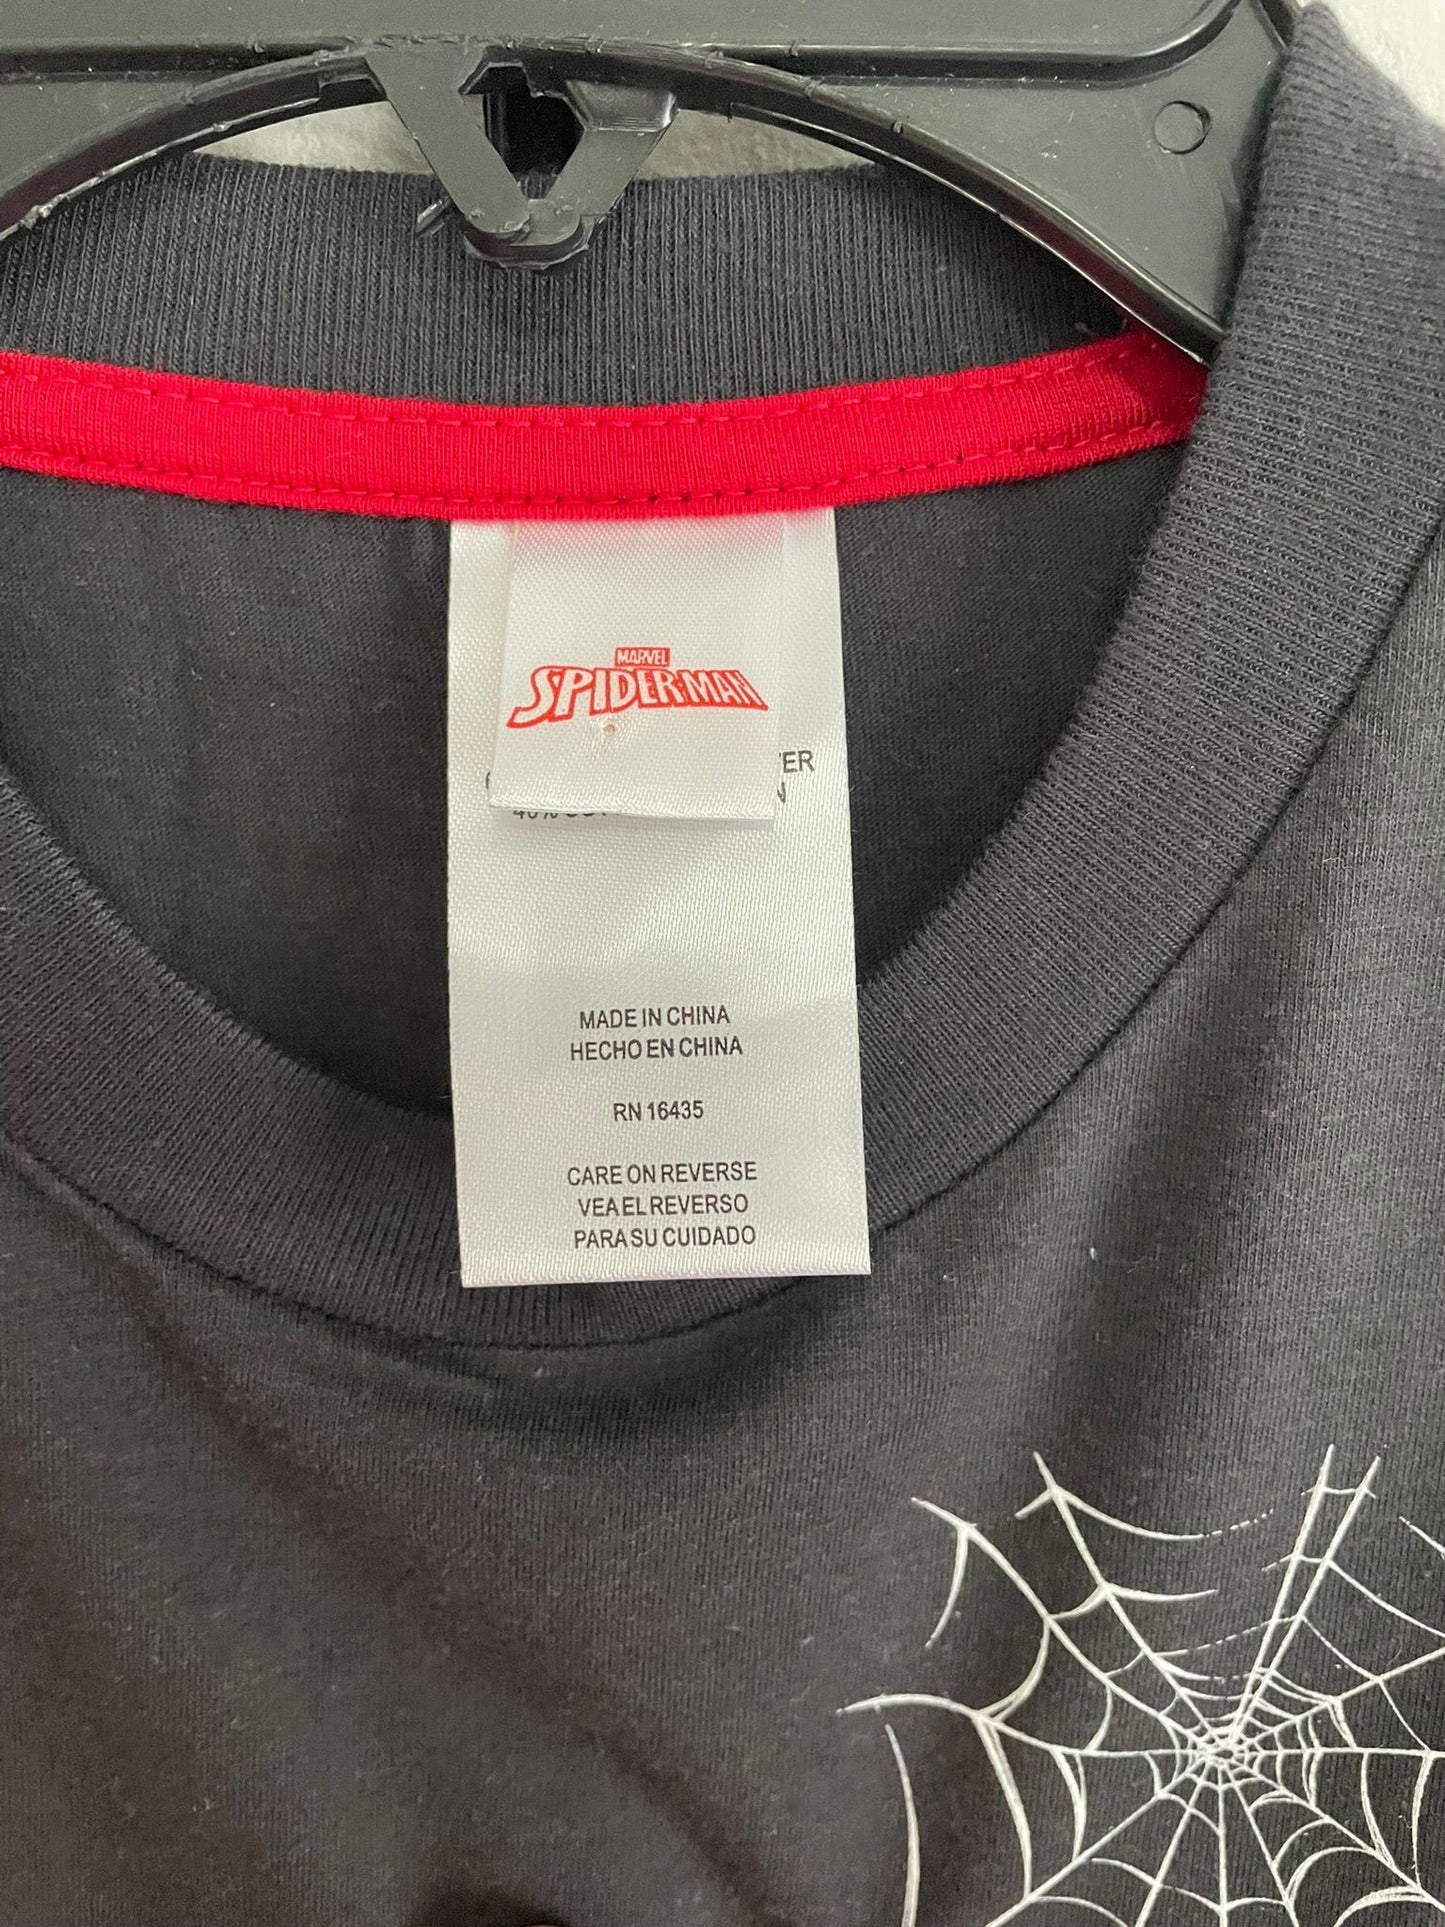 MARVEL
SPIDER-MAN
MADE IN CHINA
HECHO EN CHINA
RN 16435
CARE ON REVERSE
VEA EL REVERSO
PARA SU CUIDADO